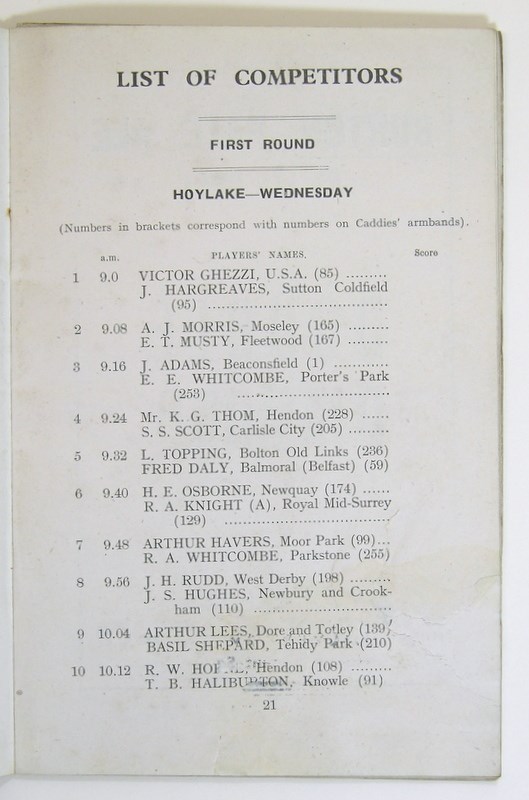 LIST OF COMPETITORS
FIRST ROUND
HOYLAKE—WEDNESDAY
(Numbers in brackets correspond with numbers on Caddies' armbands).
a.m. PLAYERS' NAMES. Score
1 9.0 VICTOR GHEZZI, U.S.A. (85) .........
J. HARGREAVES, Sutton Coldfield
(95) .......................................
2 9.08 A. J. MORRIS, Moseley (165) .........
E. T. MUSTY, Fleetwood (167) .........
3 9.16 J. ADAMS, Beaconsfield (1) ............
E. E. WHITCOMBE, Porter's Park
(253) .................................
4 9.24 Mr. K. G. THOM, Hendon (228) ......
S. S. SCOTT, Carlisle City (205) .........
5 9.32 L. TOPPING, Bolton Old Links (236)
FRED DALY, Balmoral (Belfast) (59)
6 9.40 H. E. OSBORNE, Newquay (174) ......
R. A. KNIGHT (A), Royal Mid-Surrey
(129) ....................................
7 9.48 ARTHUR HAVERS, Moor Park (99)...
R. A. WHITCOMBE, Parkstone (255)
8 9.56 J. H. RUDD, West Derby (198) .........
J. S. HUGHES, Newbury and Crook-
ham (110) ..............................
9 10.04 ARTHUR LEES, Dore and Totley (139)
BASIL SHEPARD, Tehidy Park (210)
10 10.12 R. W. Hendon (108) .........
T. B. HALIBURTON, Knowle (91)
21